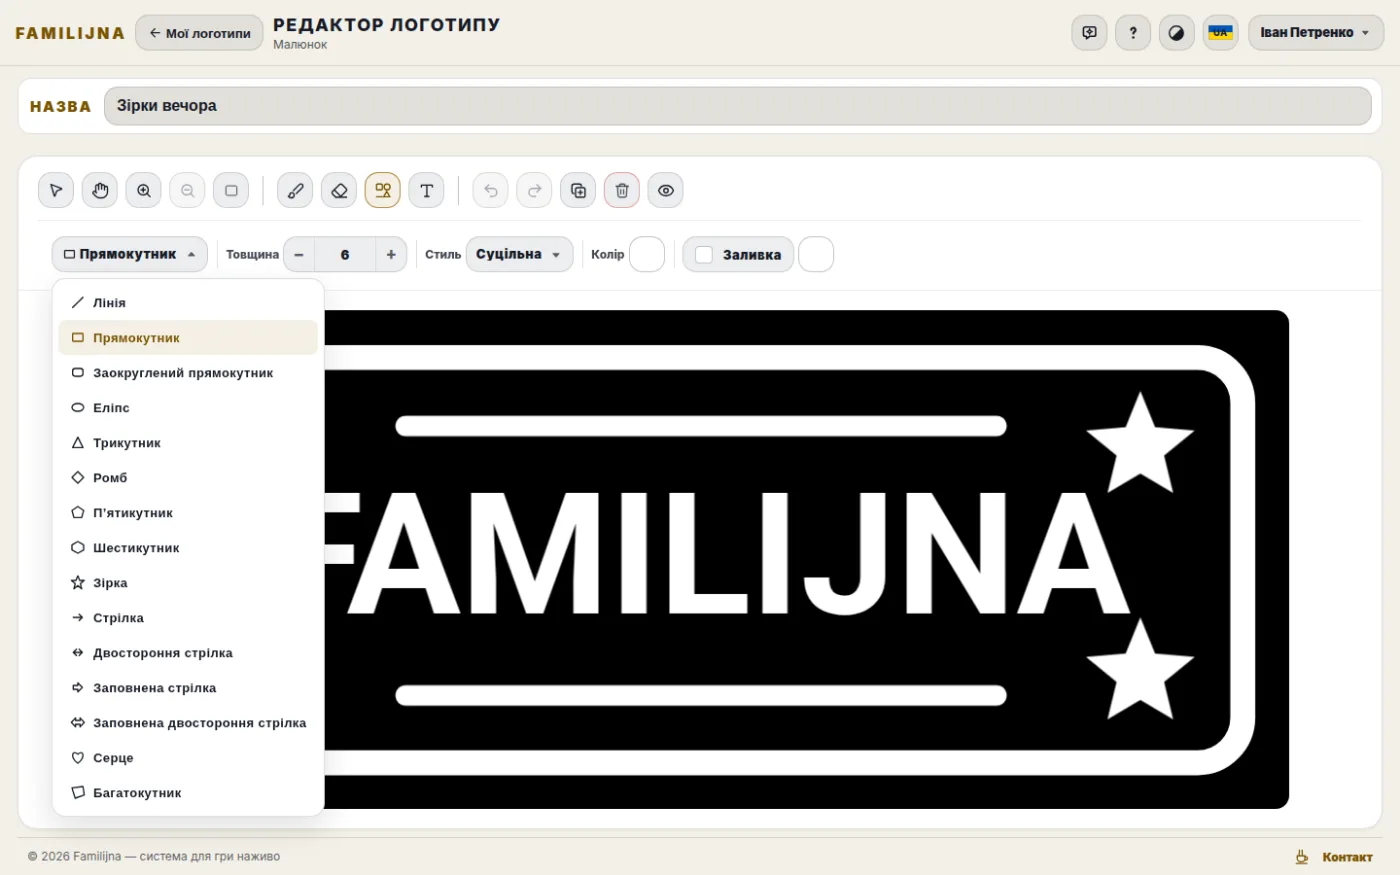 FAMILIJNA
← Мої логотипи
РЕДАКТОР ЛОГОТИПУ
Малюнок
?
UA
Іван Петренко
НАЗВА
Зірки вечора
T
Прямокутник
Товщина
− 6 +
Стиль
Суцільна
Колір
Заливка
Лінія
Прямокутник
Заокруглений прямокутник
Еліпс
Трикутник
Ромб
П'ятикутник
Шестикутник
Зірка
Стрілка
Двостороння стрілка
Заповнена стрілка
Заповнена двостороння стрілка
Серце
Багатокутник
FAMILIJNA
© 2026 Familijna — система для гри наживо
Контакт